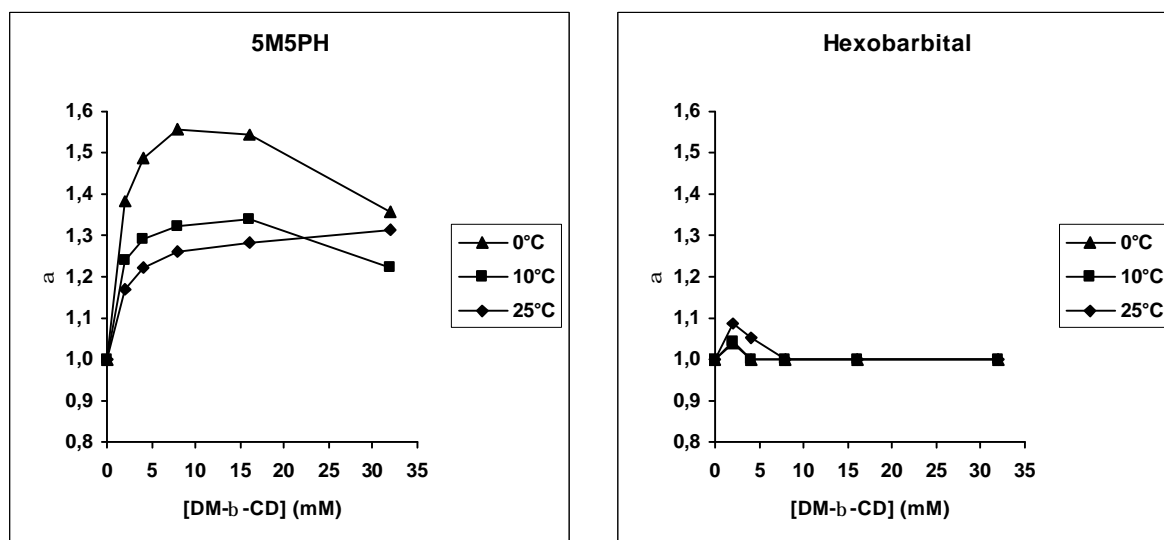 5M5PH
1,6
1,5
1,4
1,3
1,2
1,1
1,0
0,9
0,8
a
0 5 10 15 20 25 30 35
[DM-b-CD] (mM)
0°C
10°C
25°C
Hexobarbital
1,6
1,5
1,4
1,3
1,2
1,1
1,0
0,9
0,8
a
0 5 10 15 20 25 30 35
[DM-b-CD] (mM)
0°C
10°C
25°C